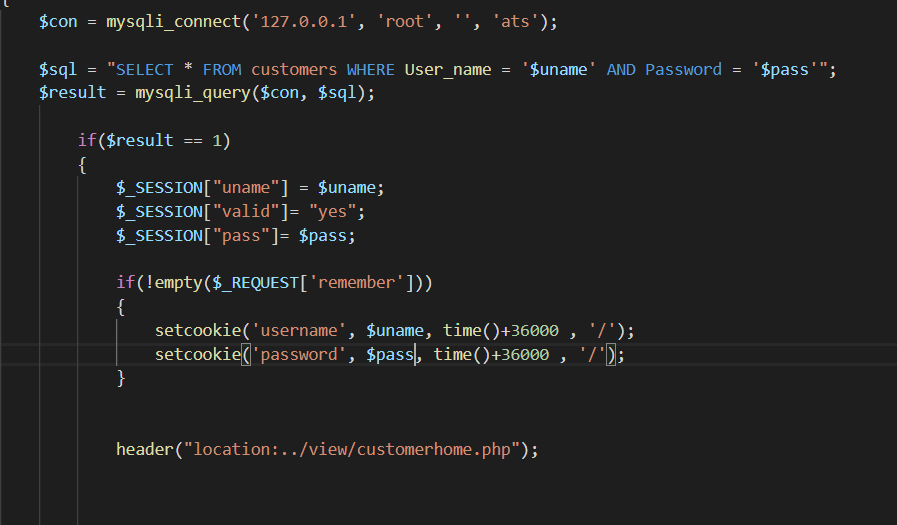 {
$con = mysqli_connect('127.0.0.1', 'root', '', 'ats');
$sql = "SELECT * FROM customers WHERE User_name = '$uname' AND Password = '$pass'";
$result = mysqli_query($con, $sql);
if($result == 1)
{
$_SESSION["uname"] = $uname;
$_SESSION["valid"]= "yes";
$_SESSION["pass"]= $pass;
if(!empty($_REQUEST['remember']))
{
setcookie('username', $uname, time()+36000 , '/');
setcookie('password', $pass, time()+36000 , '/');
}
header("location:../view/customerhome.php");